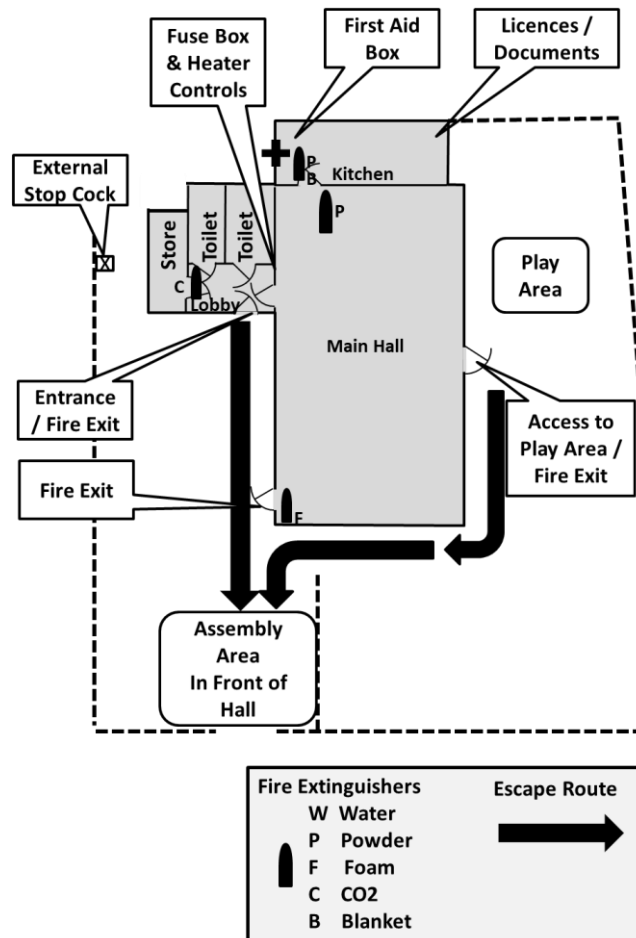 Fuse Box
& Heater
Controls
First Aid
Box
Licences /
Documents
External
Stop Cock
P
B
Kitchen
P
Store
Toilet
Toilet
C
Lobby
Play
Area
Main Hall
Entrance
/ Fire Exit
Access to
Play Area /
Fire Exit
Fire Exit
F
Assembly
Area
In Front of
Hall
Fire Extinguishers
W Water
P Powder
F Foam
C CO2
B Blanket
Escape Route